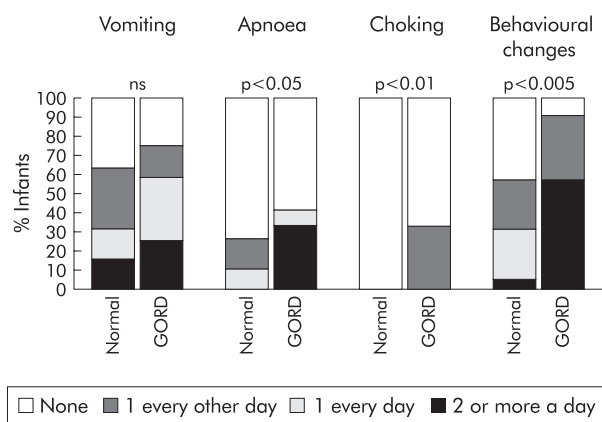 Vomiting Apnoea Choking Behavioural changes
ns p<0.05 p<0.01 p<0.005
% Infants
100
90
80
70
60
50
40
30
20
10
0
Normal GORD Normal GORD Normal GORD Normal GORD
None 1 every other day 1 every day 2 or more a day